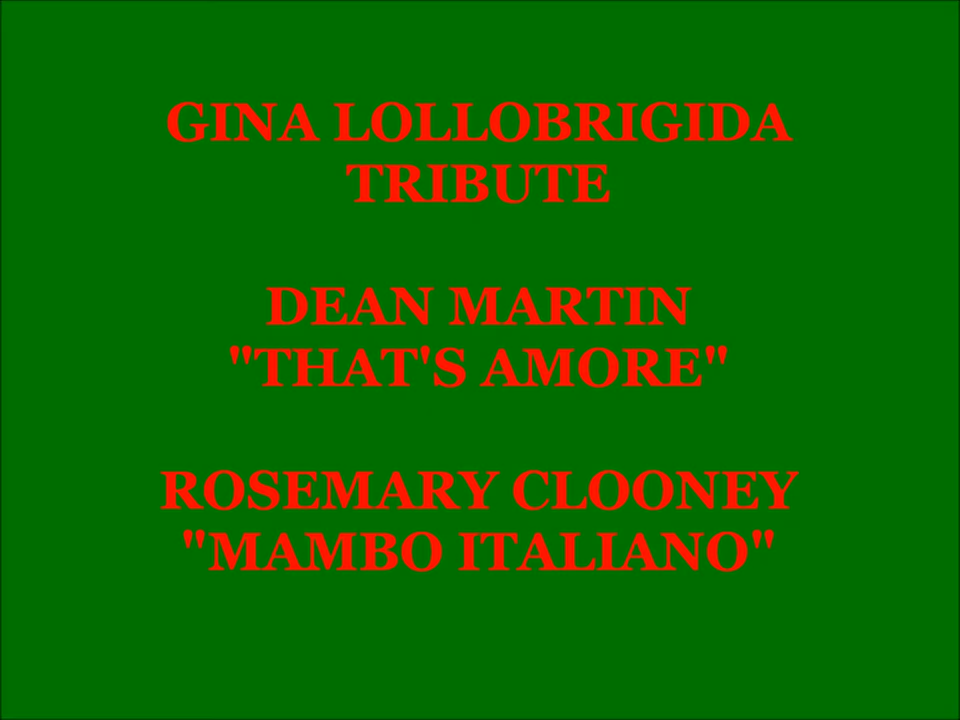 GINA LOLLOBRIGIDA
TRIBUTE
DEAN MARTIN
"THAT'S AMORE"
ROSEMARY CLOONEY
"MAMBO ITALIANO"